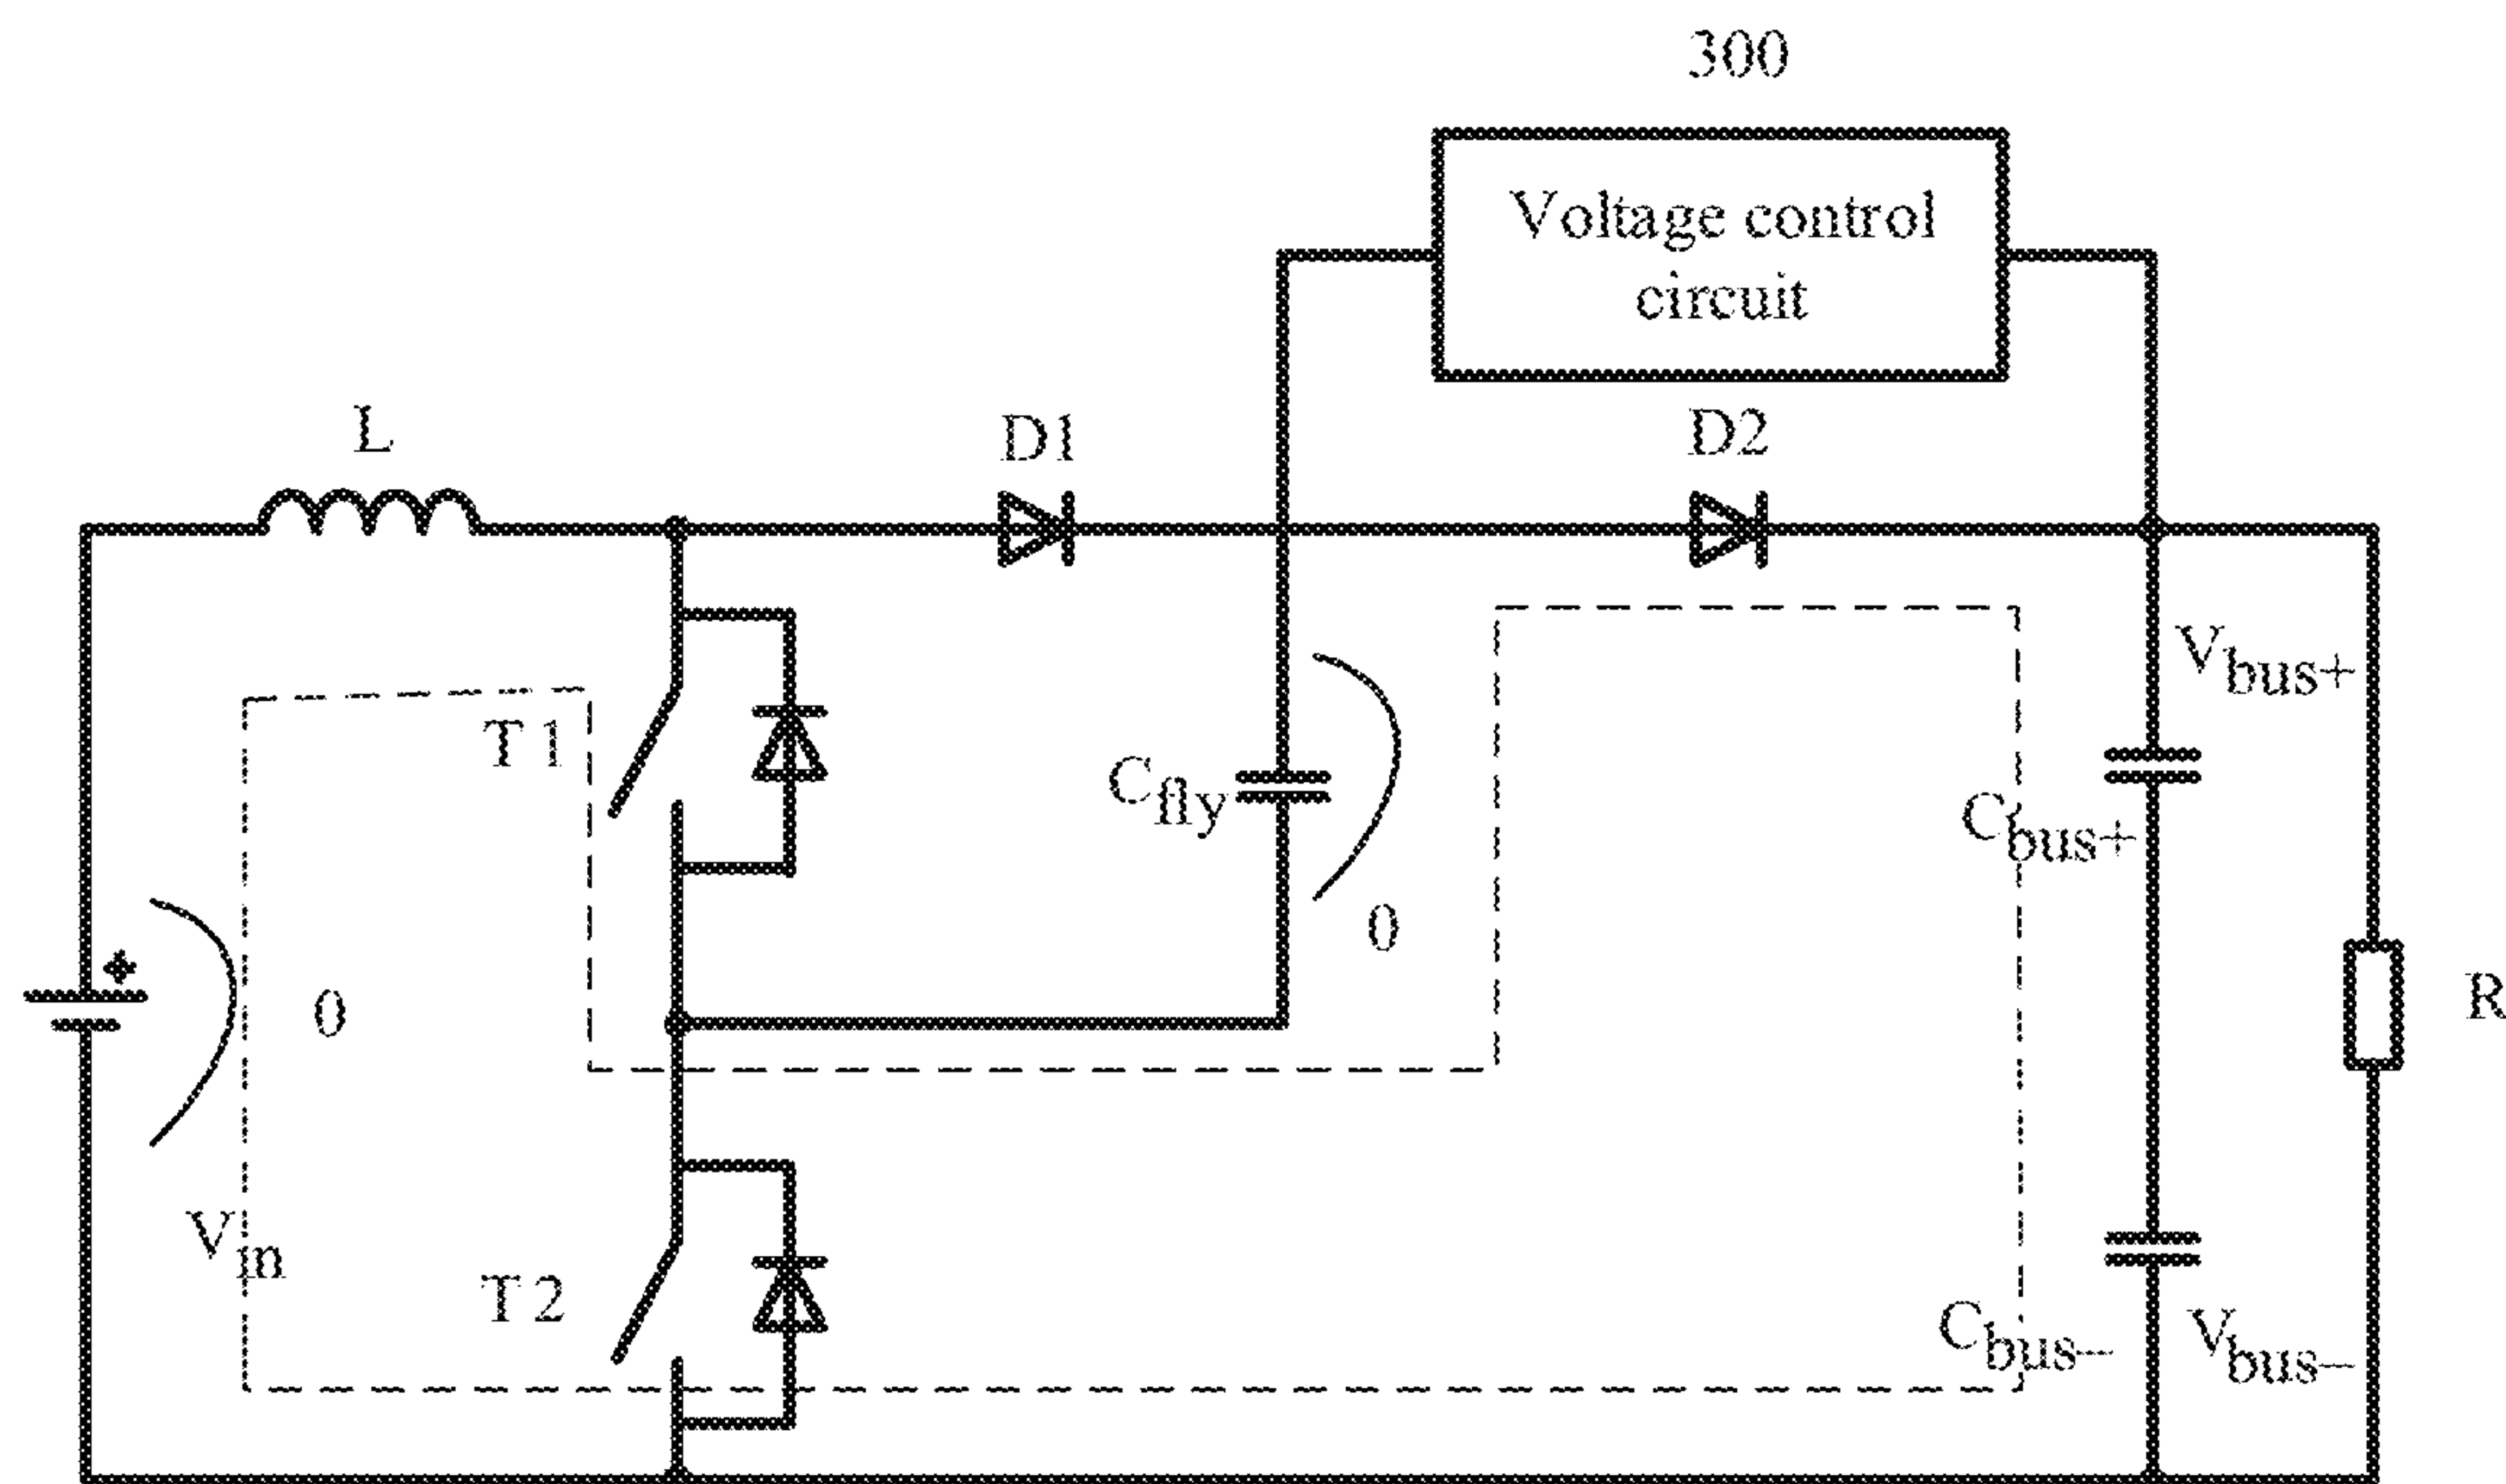 300
Voltage control
circuit
L
D1
D2
Vbus+
T1
Cfly
Cbus+
0
R
0
Vin
T2
Cbus−
Vbus−